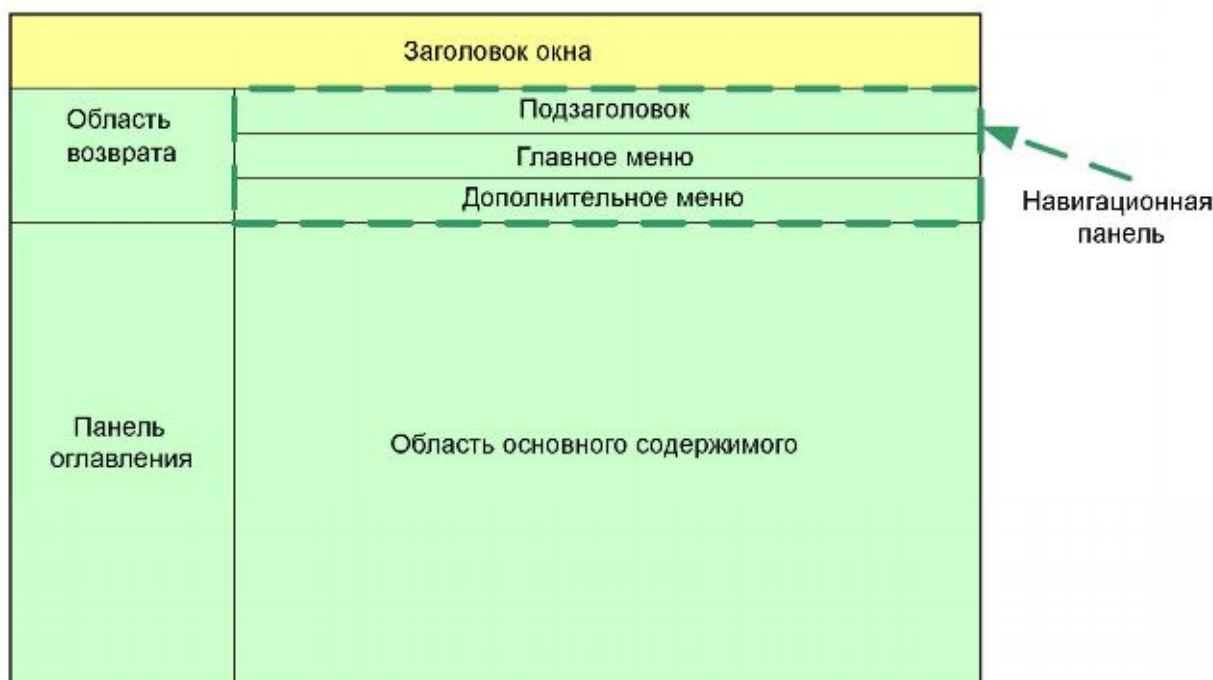 Заголовок окна
Область
возврата
Подзаголовок
Главное меню
Дополнительное меню
Навигационная
панель
Панель
оглавления
Область основного содержимого